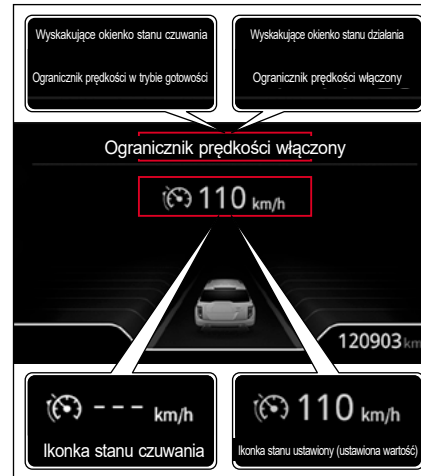 Wyskakujące okienko stanu czuwania
Ogranicznik prędkości w trybie gotowości
Wyskakujące okienko stanu działania
Ogranicznik prędkości włączony
Ogranicznik prędkości włączony
110 km/h
120903 km
--- km/h
Ikonka stanu czuwania
110 km/h
Ikonka stanu ustawiony (ustawiona wartość)